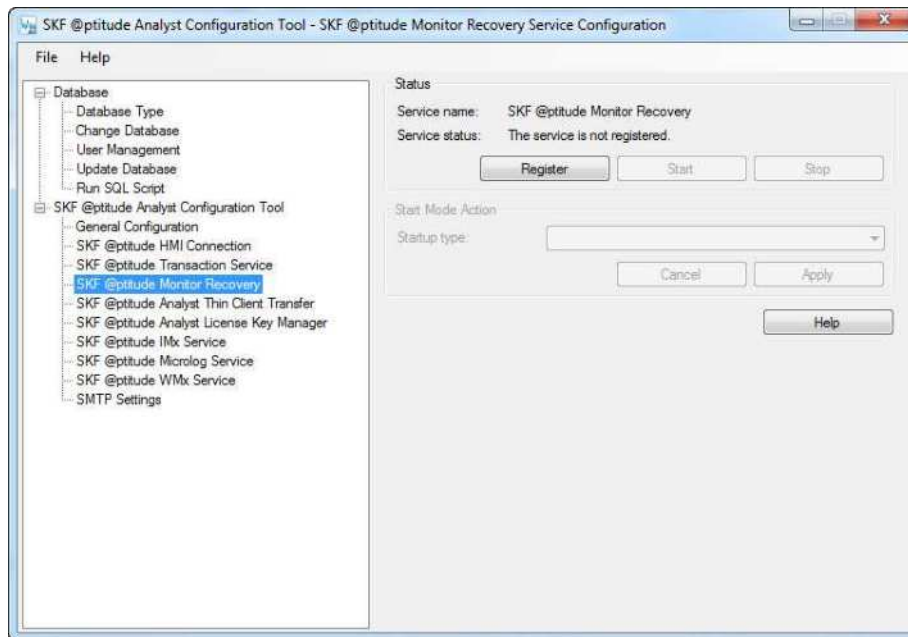 SKF @ptitude Analyst Configuration Tool - SKF @ptitude Monitor Recovery Service Configuration
File Help
Database
Database Type
Change Database
User Management
Update Database
Run SQL Script
SKF @ptitude Analyst Configuration Tool
General Configuration
SKF @ptitude HMI Connection
SKF @ptitude Transaction Service
SKF @ptitude Monitor Recovery
SKF @ptitude Analyst Thin Client Transfer
SKF @ptitude Analyst License Key Manager
SKF @ptitude IMx Service
SKF @ptitude Microlog Service
SKF @ptitude WMx Service
SMTP Settings
Status
Service name: SKF @ptitude Monitor Recovery
Service status: The service is not registered.
Register Start Stop
Start Mode Action
Startup type:
Cancel Apply
Help